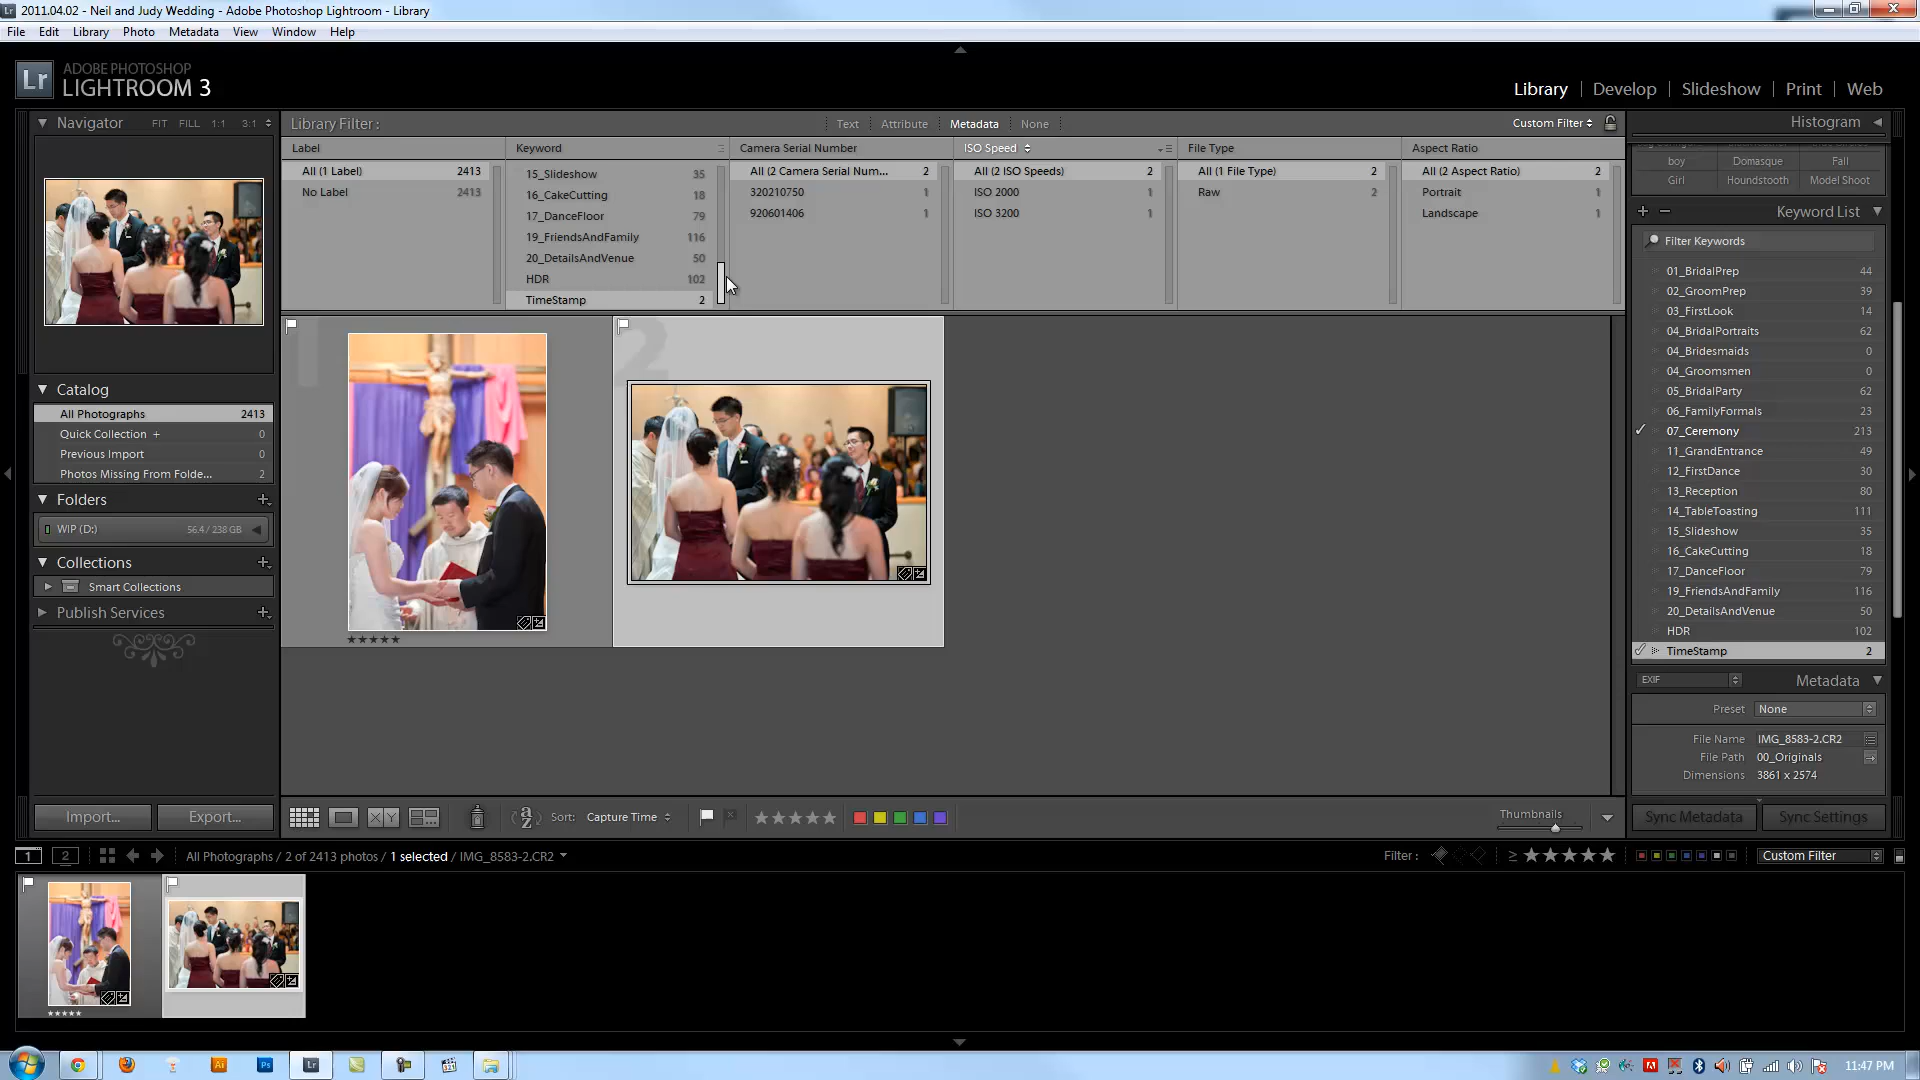 2011.04.02 - Neil and Judy Wedding - Adobe Photoshop Lightroom - Library
File Edit Library Photo Metadata View Window Help
Lr ADOBE PHOTOSHOP
LIGHTROOM 3
Library | Develop | Slideshow | Print | Web
Navigator FIT FILL 1:1 3:1
Library Filter : Text Attribute Metadata None Custom Filter
Histogram
Label Keyword Camera Serial Number ISO Speed File Type Aspect Ratio
All (1 Label) 2413
No Label 2413
15_Slideshow 35
16_CakeCutting 18
17_DanceFloor 79
19_FriendsAndFamily 116
20_DetailsAndVenue 50
HDR 102
TimeStamp 2
All (2 Camera Serial Num... 2
320210750 1
920601406 1
All (2 ISO Speeds) 2
ISO 2000 1
ISO 3200 1
All (1 File Type) 2
Raw 2
All (2 Aspect Ratio) 2
Portrait 1
Landscape 1
boy Domasque Fall
Girl Houndstooth Model Shoot
Keyword List
Filter Keywords
01_BridalPrep 44
02_GroomPrep 39
03_FirstLook 14
04_BridalPortraits 62
04_Bridesmaids 0
04_Groomsmen 0
05_BridalParty 62
06_FamilyFormals 23
07_Ceremony 213
11_GrandEntrance 49
12_FirstDance 30
13_Reception 80
14_TableToasting 111
15_Slideshow 35
16_CakeCutting 18
17_DanceFloor 79
19_FriendsAndFamily 116
20_DetailsAndVenue 50
HDR 102
TimeStamp 2
EXIF Metadata
Preset None
File Name IMG_8583-2.CR2
File Path 00_Originals
Dimensions 3861 x 2574
Sync Metadata Sync Settings
Catalog
All Photographs 2413
Quick Collection + 0
Previous Import 0
Photos Missing From Folde... 2
Folders
WIP (D:) 56.4 / 238 GB
Collections
Smart Collections
Publish Services
1
2
Import... Export...
XY Sort: Capture Time Thumbnails
1 2 All Photographs / 2 of 2413 photos / 1 selected / IMG_8583-2.CR2 Filter : Custom Filter
Ai Ps Lr 11:47 PM